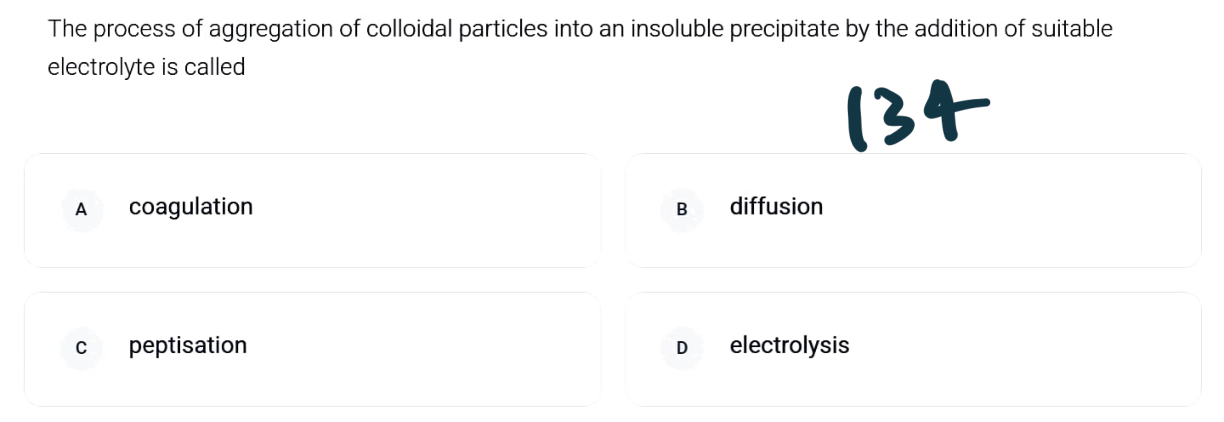 The process of aggregation of colloidal particles into an insoluble precipitate by the addition of suitable
electrolyte is called
134
A coagulation
B diffusion
C peptisation
D electrolysis